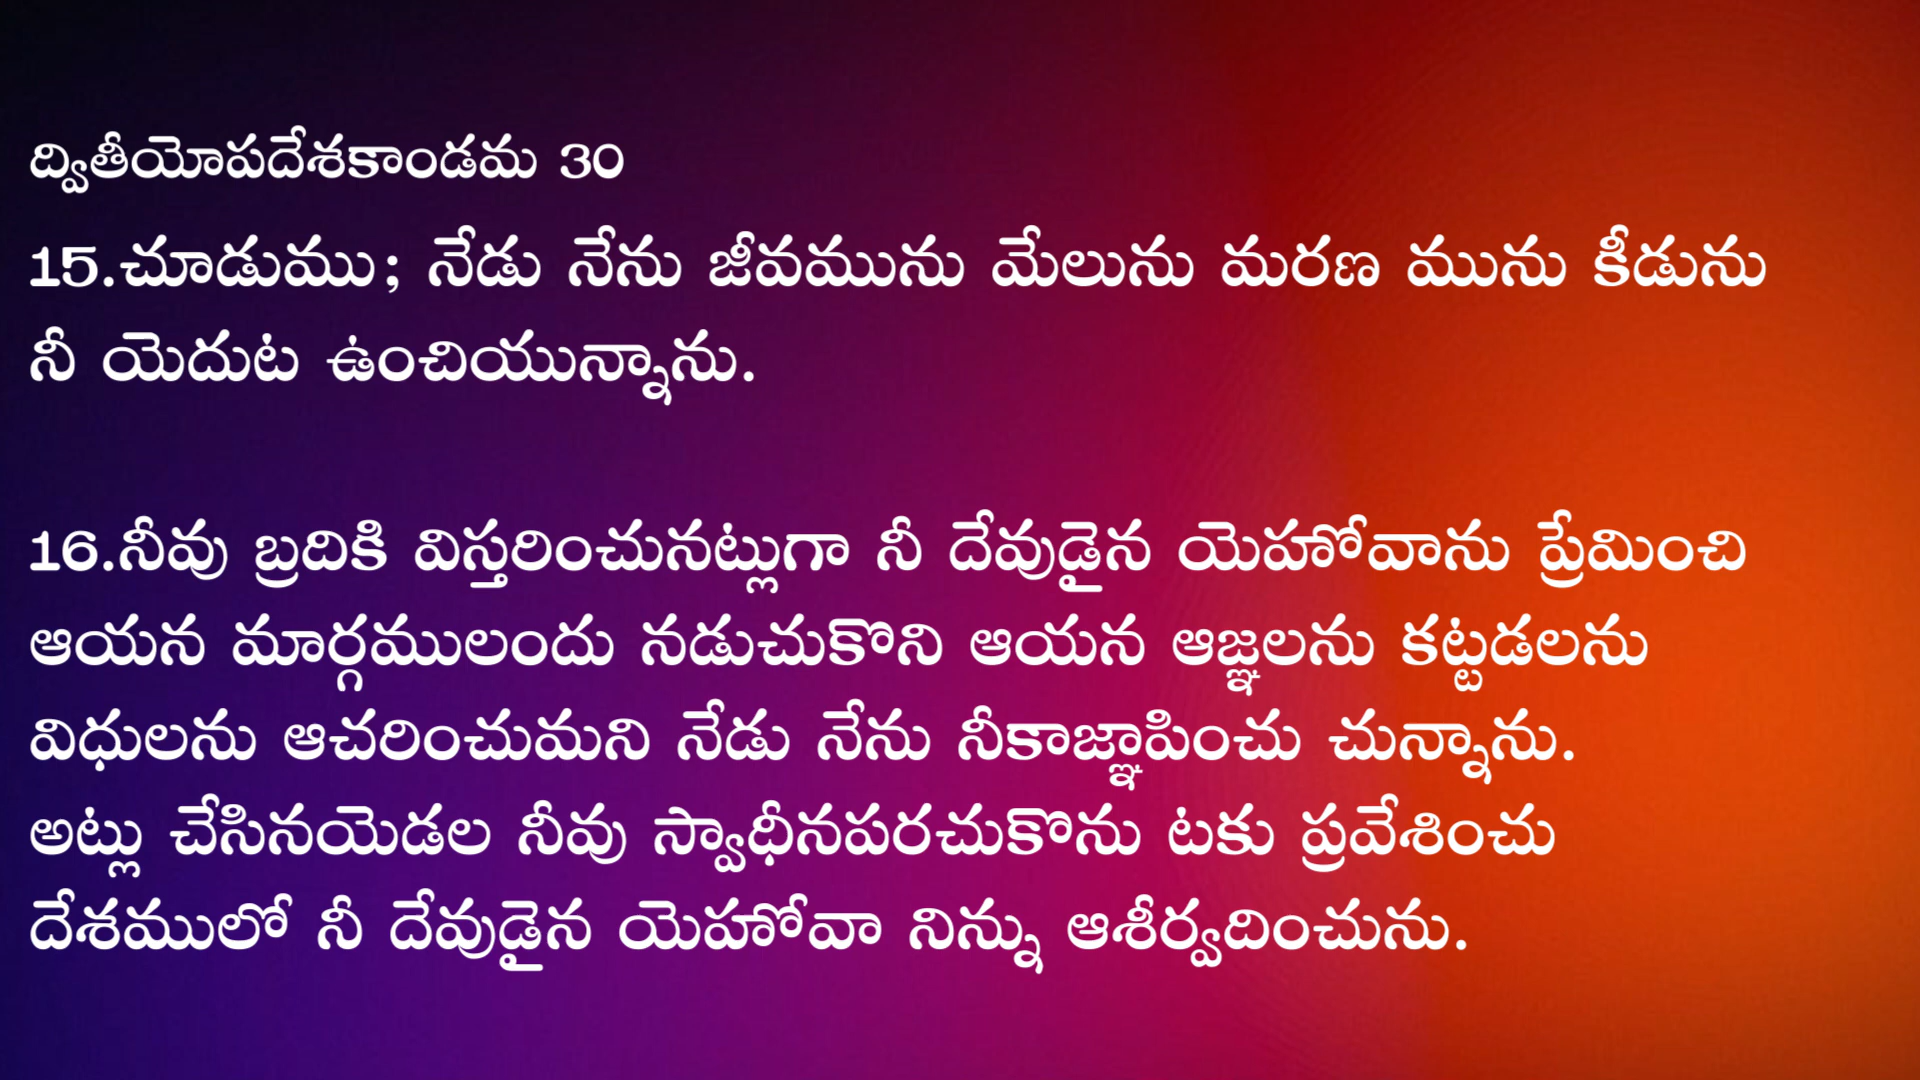 ద్వితీయోపదేశకాండమ 30
15.చూడుము; నేడు నేను జీవమును మేలును మరణ మును కీడును
నీ యెదుట ఉంచియున్నాను.
16.నీవు బ్రదికి విస్తరించునట్లుగా నీ దేవుడైన యెహోవాను ప్రేమించి
ఆయన మార్గములందు నడుచుకొని ఆయన ఆజ్ఞలను కట్టడలను
విధులను ఆచరించుమని నేడు నేను నీకాజ్ఞాపించు చున్నాను.
అట్లు చేసినయెడల నీవు స్వాధీనపరచుకొను టకు ప్రవేశించు
దేశములో నీ దేవుడైన యెహోవా నిన్ను ఆశీర్వదించును.